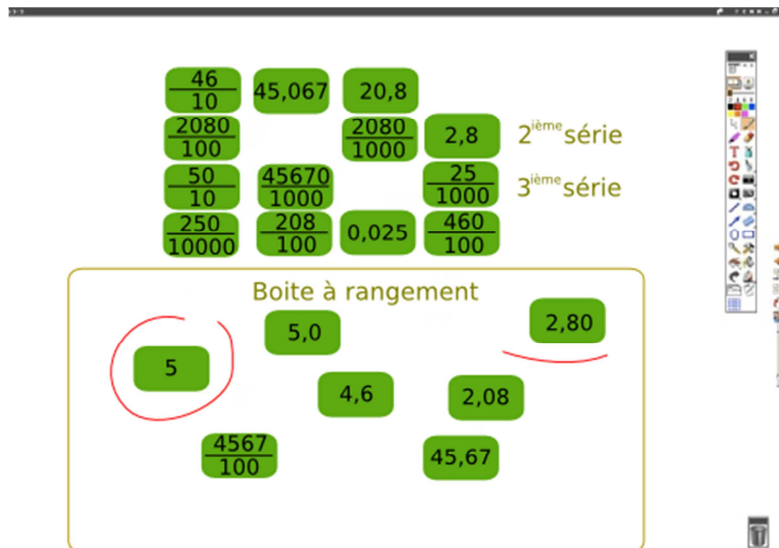 46/10 45,067 20,8
2080/100 2080/1000 2,8 2ième série
50/10 45670/1000 25/1000 3ième série
250/10000 208/100 0,025 460/100
Boite à rangement
5,0 2,80
5
4,6 2,08
4567/100 45,67